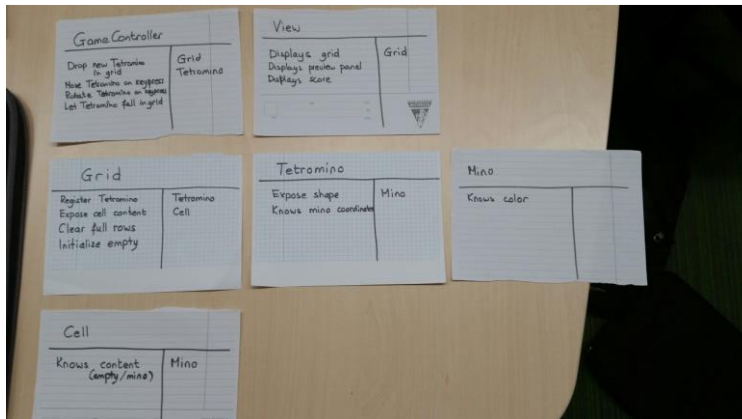 Game Controller
Drop new Tetromino
in grid
Move Tetromino on keypress
Rotate Tetromino on keypress
Let Tetromino fall in grid
Grid
Tetromino
View
Displays grid
Displays preview panel
Displays score
Grid
Grid
Register Tetromino
Expose cell content
Clear full rows
Initialize empty
Tetromino
Cell
Tetromino
Expose shape
Knows mino coordinates
Mino
Mino
Knows color
Cell
Knows content
(empty/mino)
Mino